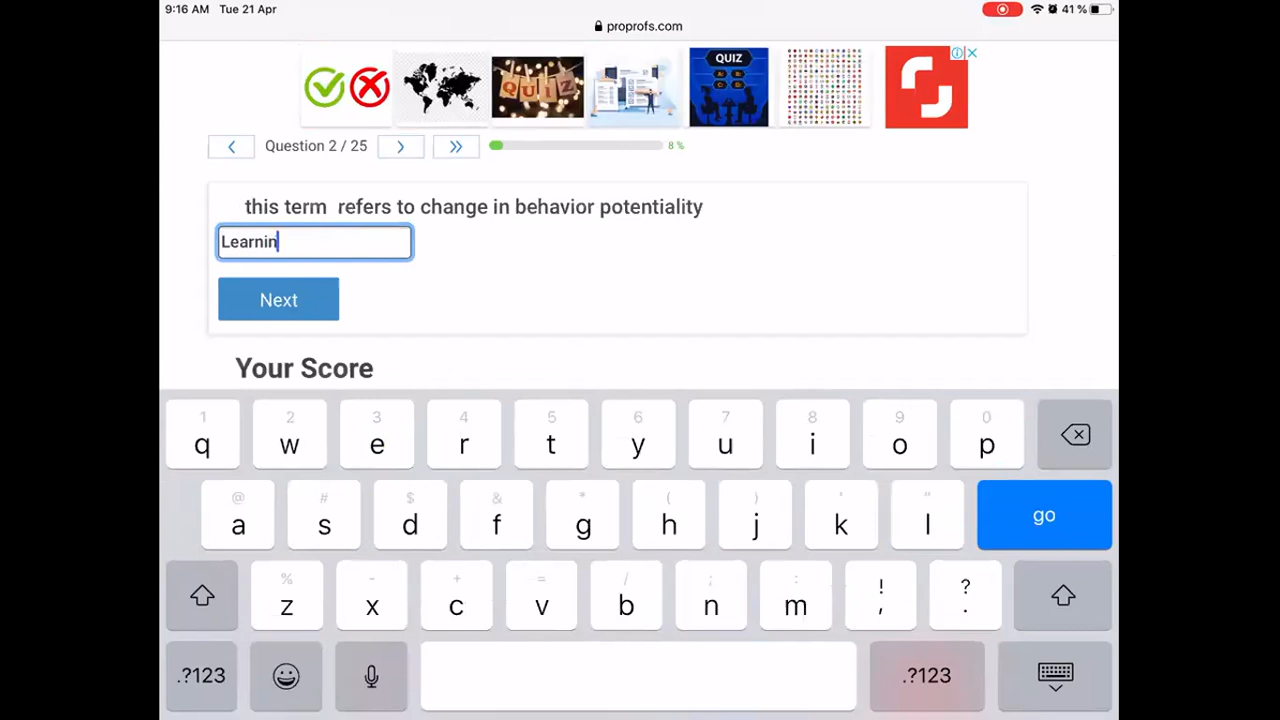 9:16 AM Tue 21 Apr
41 %
proprofs.com
QUIZ
QUIZ
A: B:
C: D:
Question 2 / 25
8 %
this term refers to change in behavior potentiality
Learnin
Next
Your Score
1 2 3 4 5 6 7 8 9 0
q w e r t y u i o p
@ # $ & * ( ) ' "
a s d f g h j k l go
% - + = / ; : ! ?
z x c v b n m , .
.?123 .?123